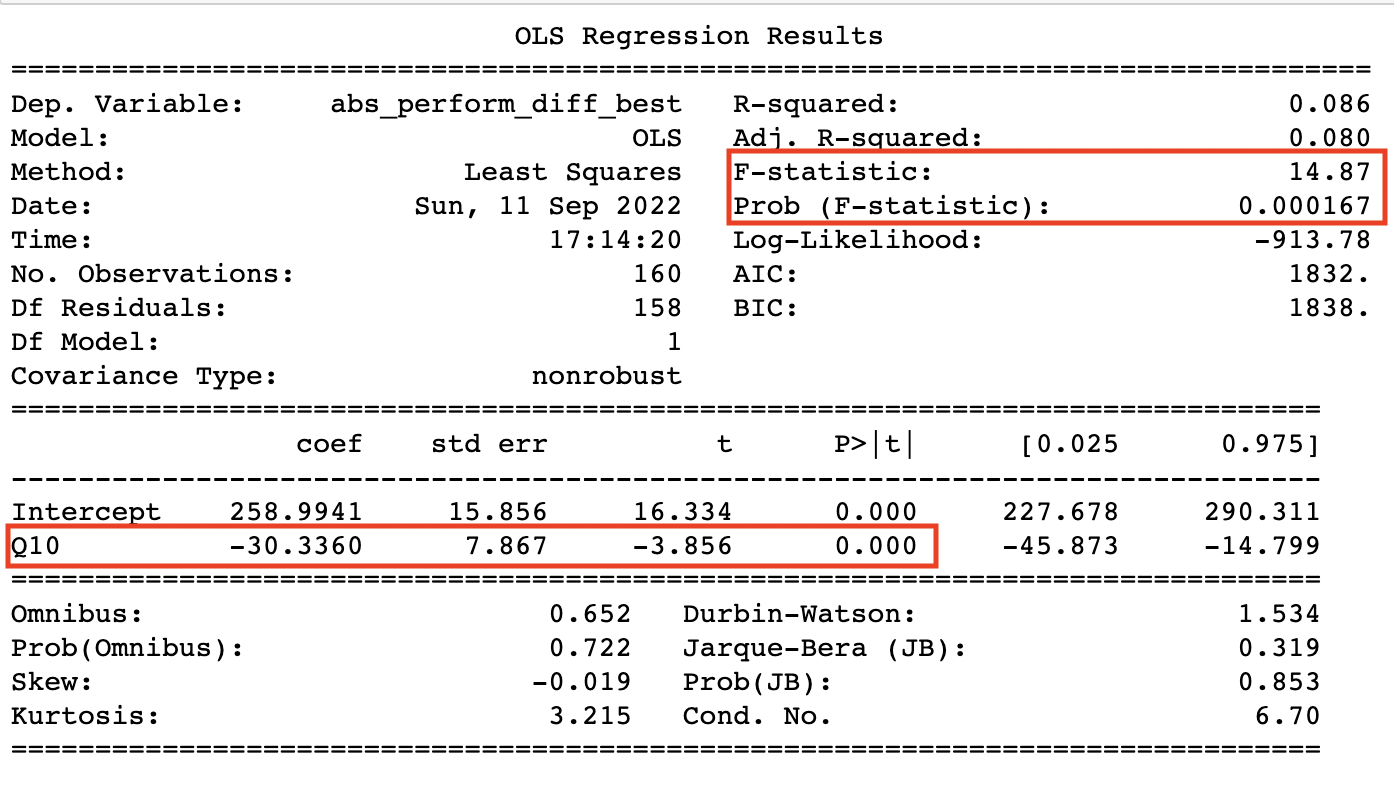 OLS Regression Results
==============================================================================
Dep. Variable: abs_perform_diff_best R-squared: 0.086
Model: OLS Adj. R-squared: 0.080
Method: Least Squares F-statistic: 14.87
Date: Sun, 11 Sep 2022 Prob (F-statistic): 0.000167
Time: 17:14:20 Log-Likelihood: -913.78
No. Observations: 160 AIC: 1832.
Df Residuals: 158 BIC: 1838.
Df Model: 1
Covariance Type: nonrobust
==============================================================================
coef std err t P>|t| [0.025 0.975]
------------------------------------------------------------------------------
Intercept 258.9941 15.856 16.334 0.000 227.678 290.311
Q10 -30.3360 7.867 -3.856 0.000 -45.873 -14.799
==============================================================================
Omnibus: 0.652 Durbin-Watson: 1.534
Prob(Omnibus): 0.722 Jarque-Bera (JB): 0.319
Skew: -0.019 Prob(JB): 0.853
Kurtosis: 3.215 Cond. No. 6.70
==============================================================================